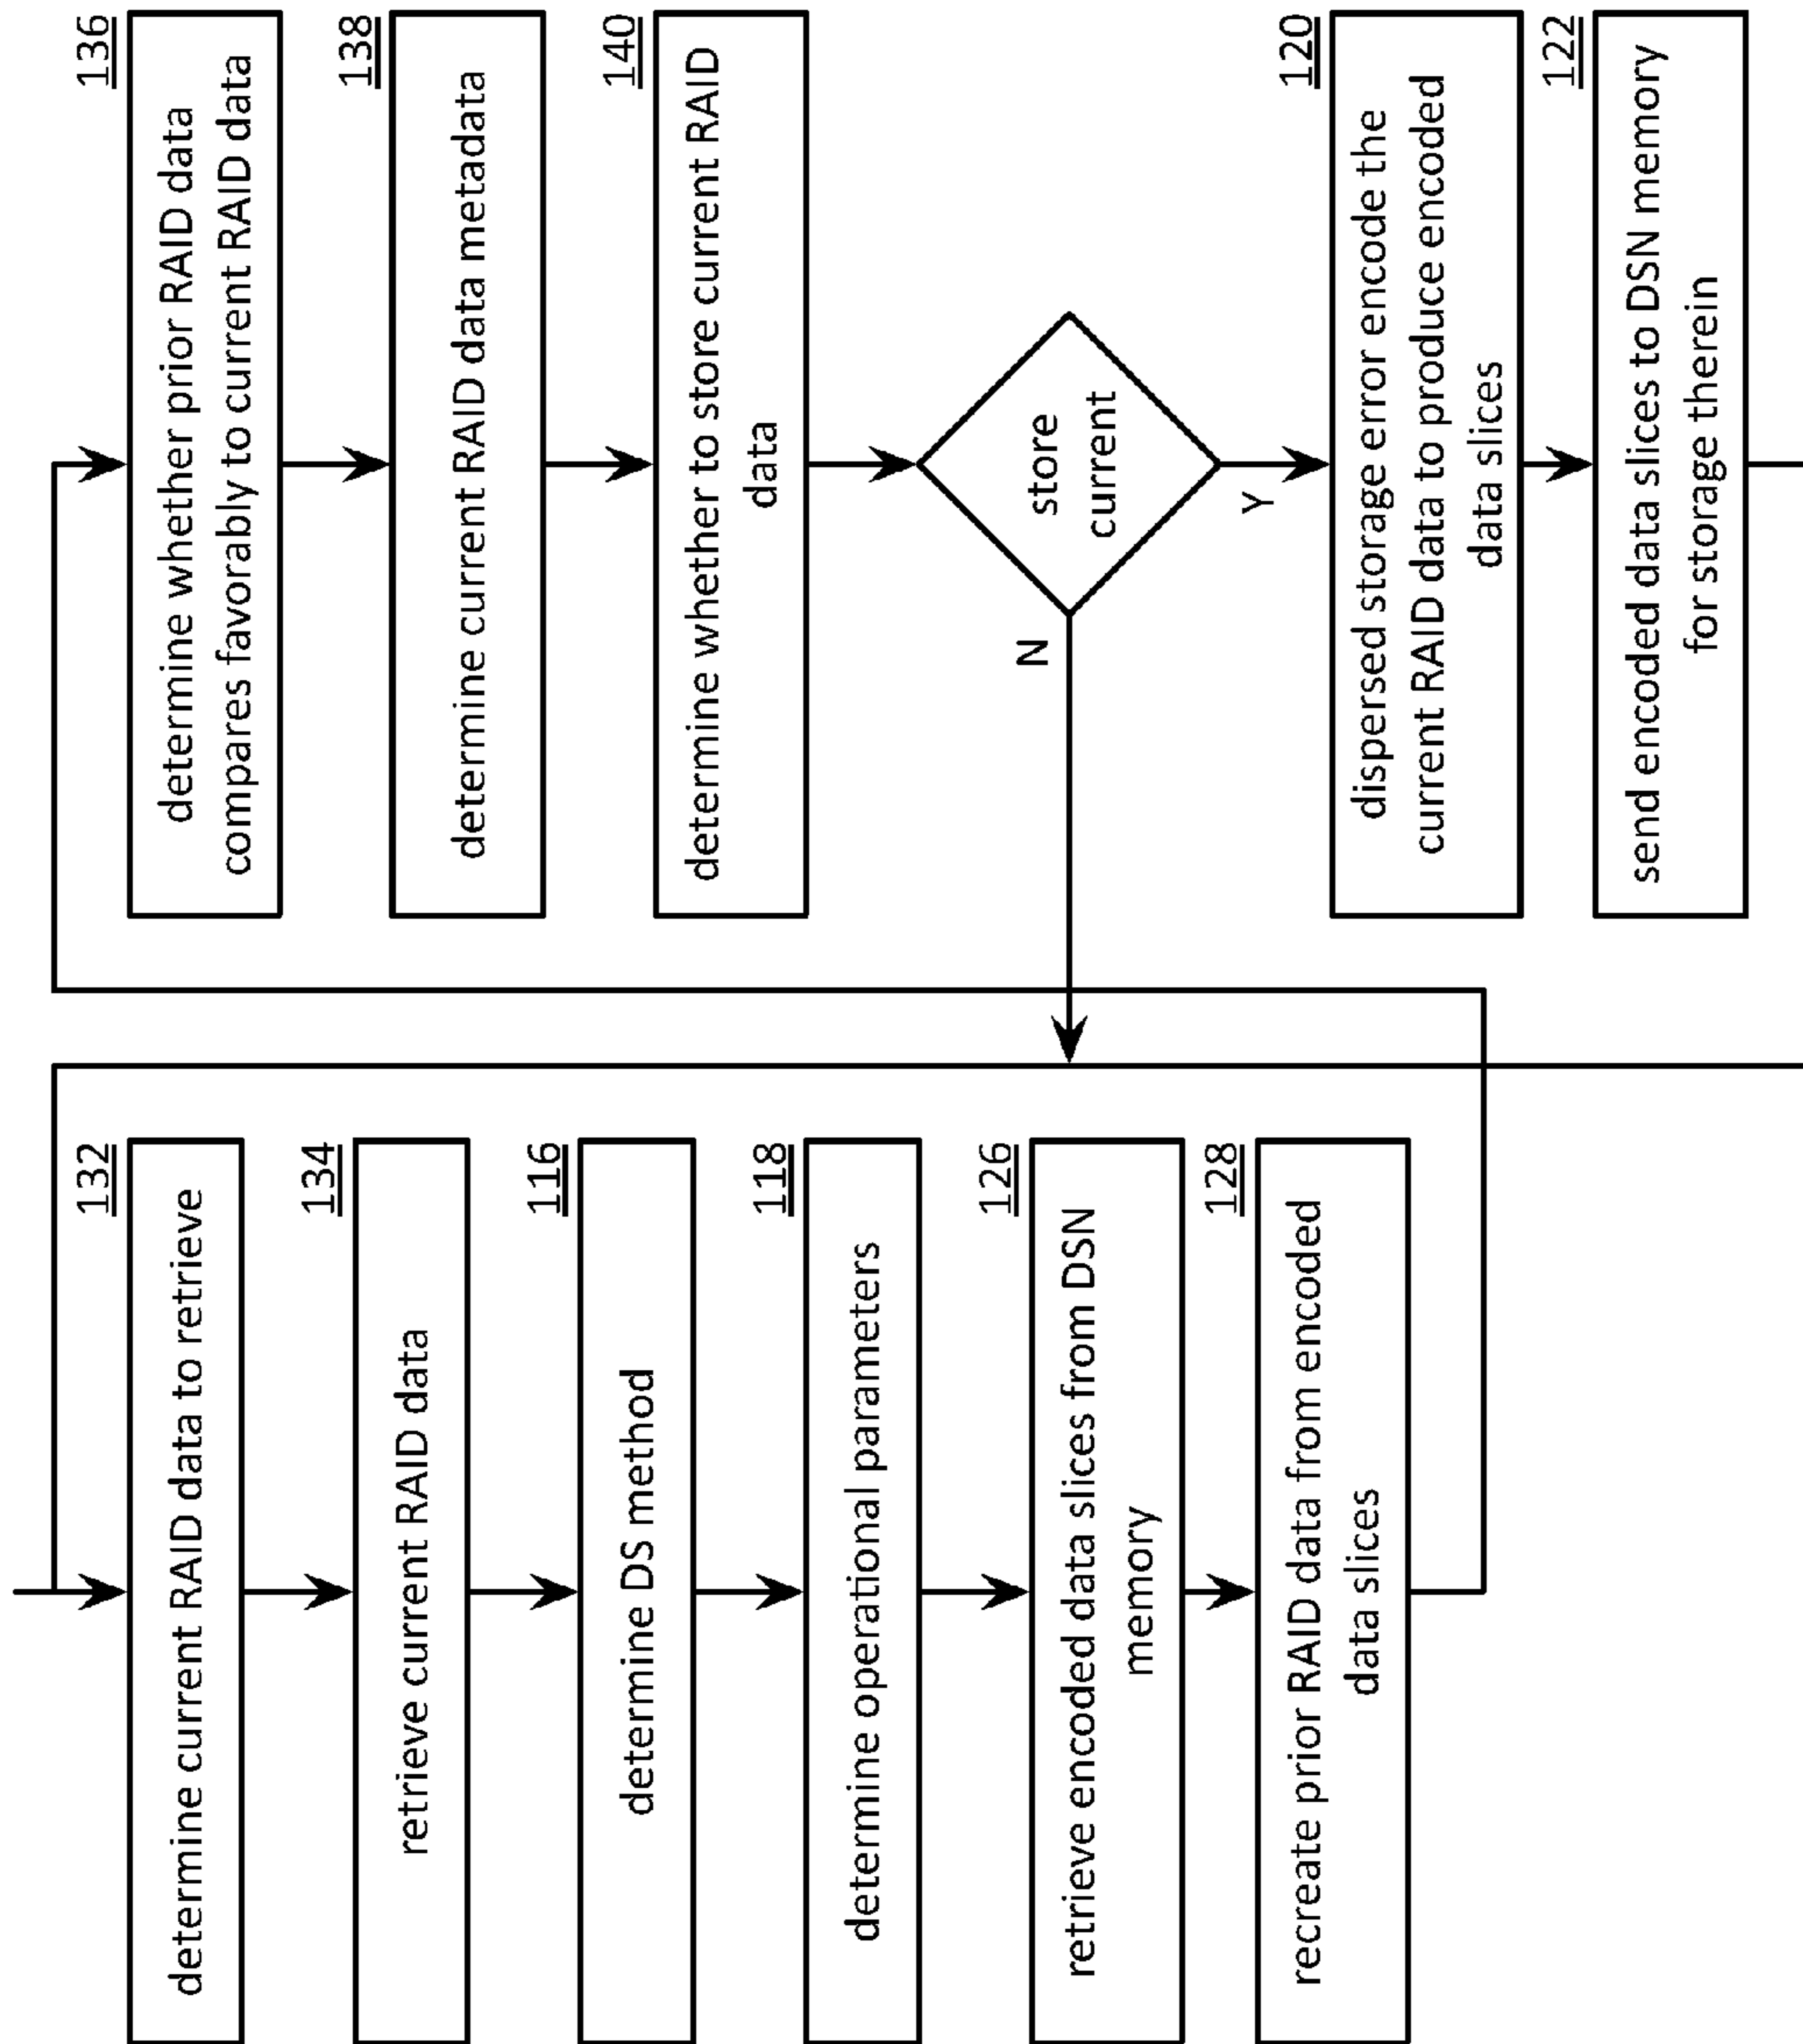 132
determine current RAID data to retrieve
134
retrieve current RAID data
116
determine DS method
118
determine operational parameters
126
retrieve encoded data slices from DSN
memory
128
recreate prior RAID data from encoded
data slices
136
determine whether prior RAID data
compares favorably to current RAID data
138
determine current RAID data metadata
140
determine whether to store current RAID
data
store
current
N
Y
120
dispersed storage error encode the
current RAID data to produce encoded
data slices
122
send encoded data slices to DSN memory
for storage therein